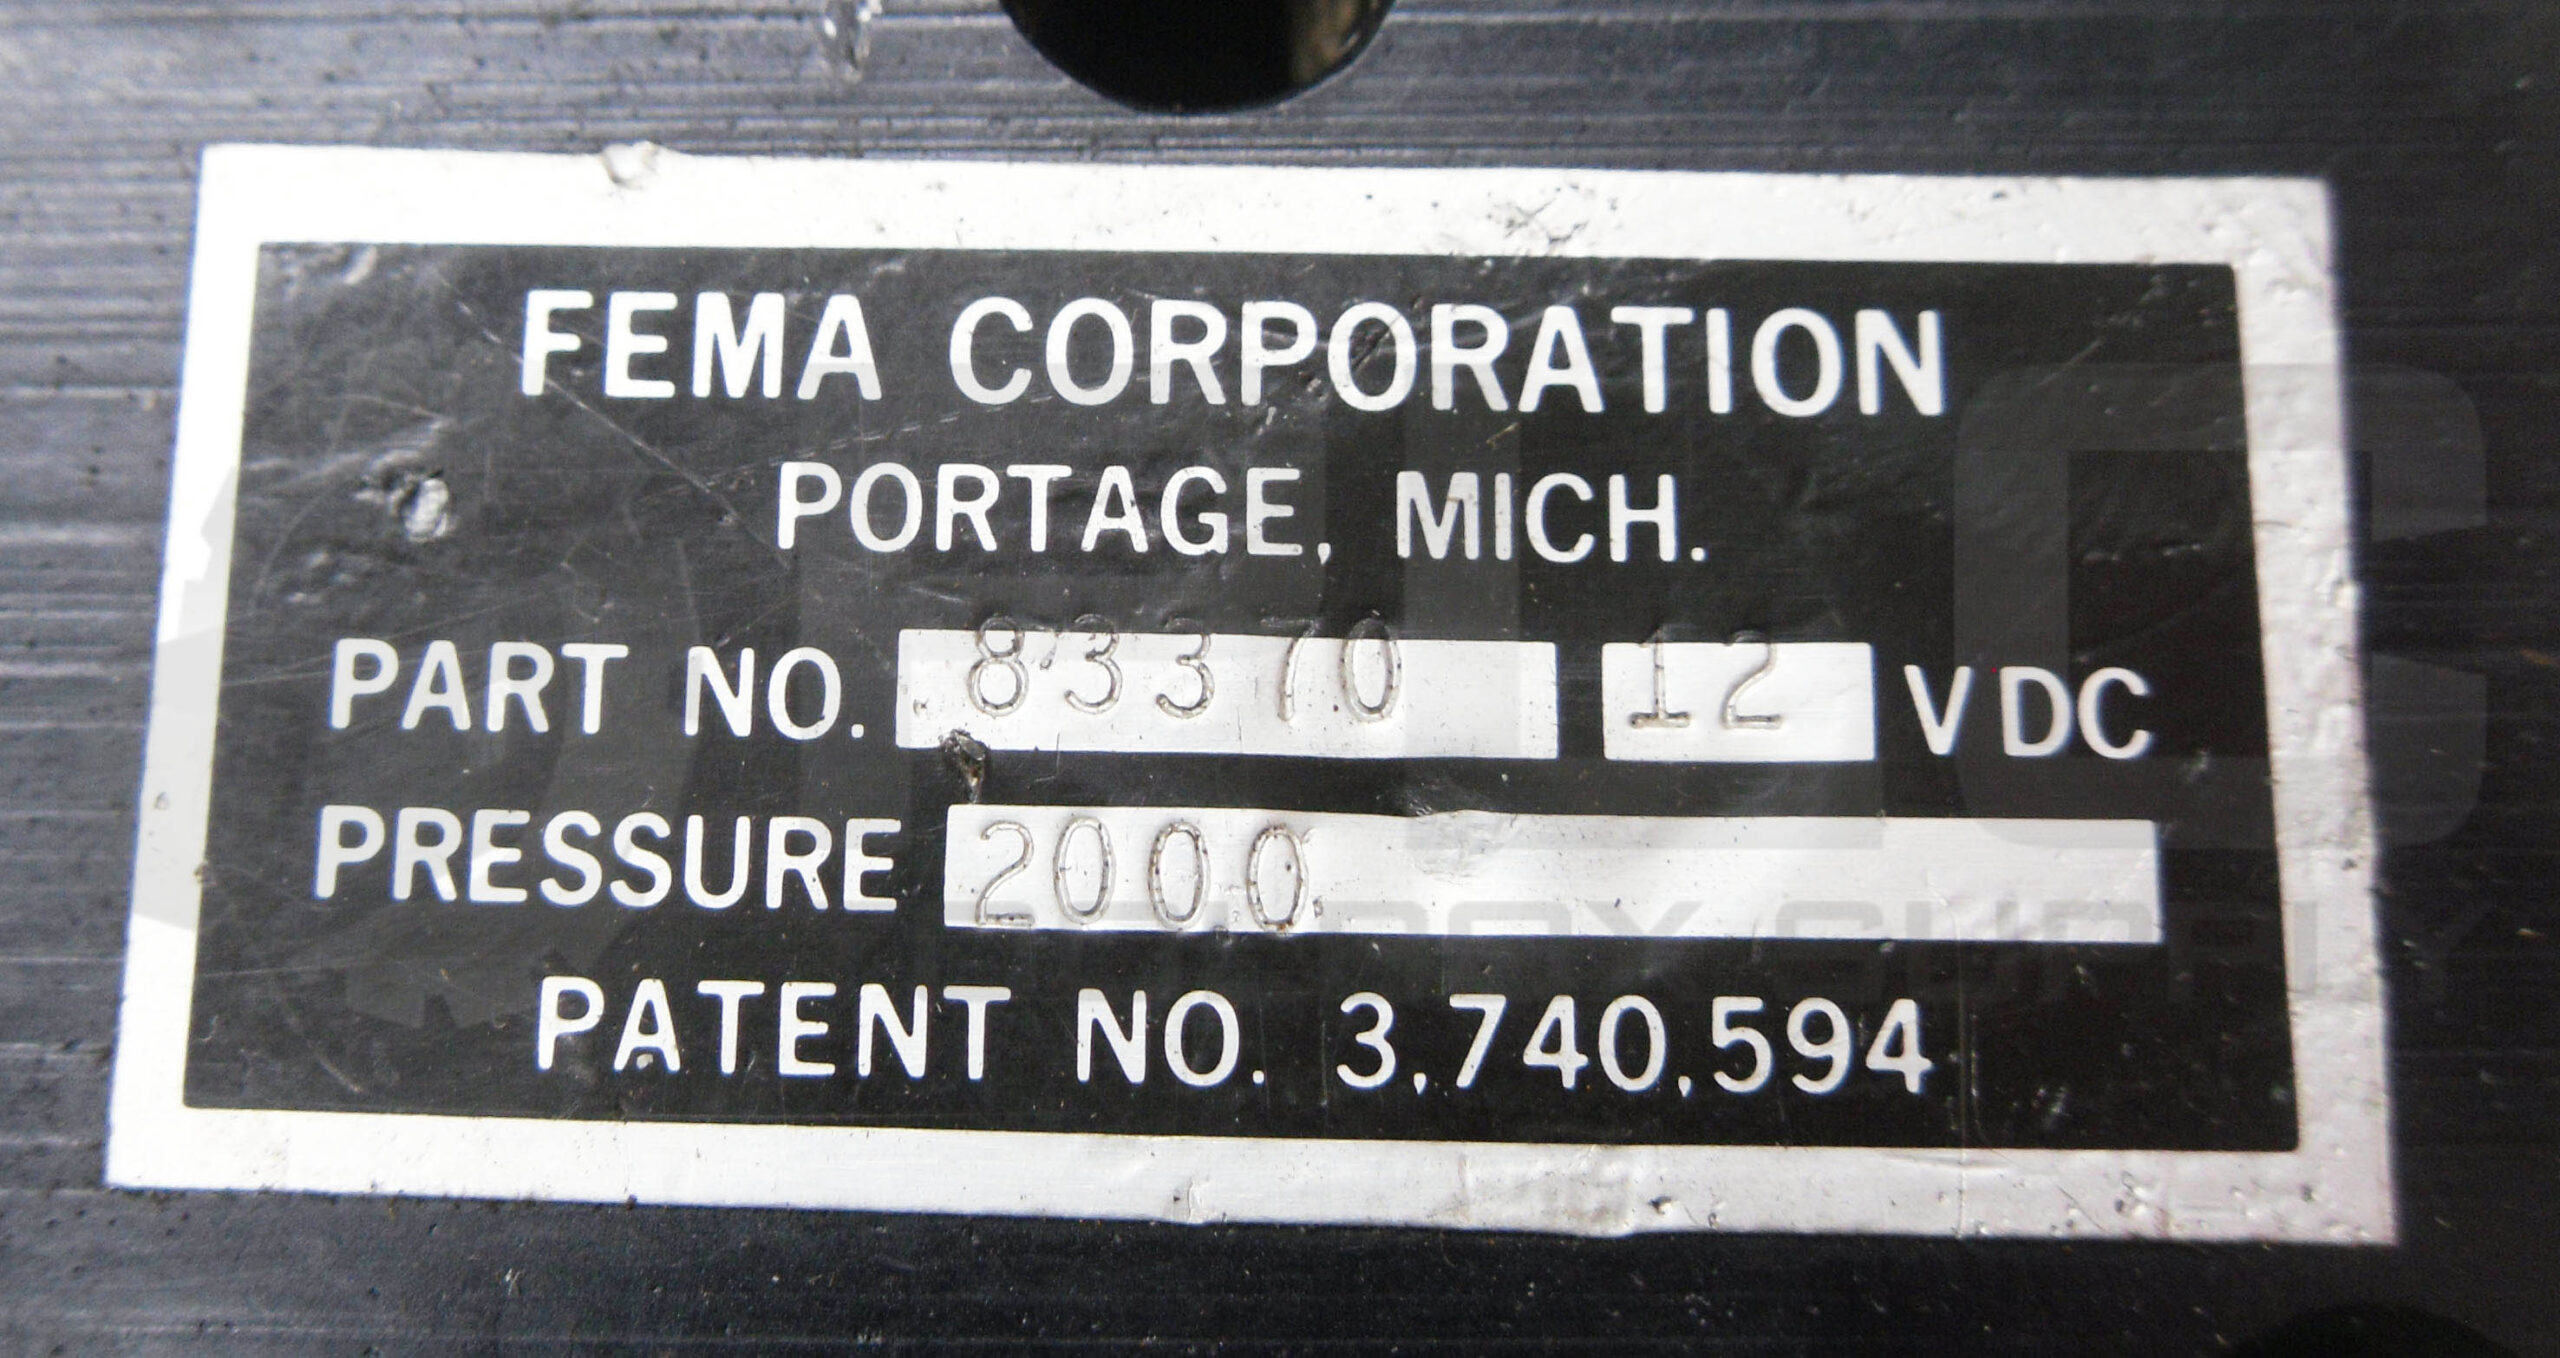 FEMA CORPORATION
PORTAGE, MICH.
PART NO. 83370 12 VDC
PRESSURE 2000
PATENT NO. 3,740,594